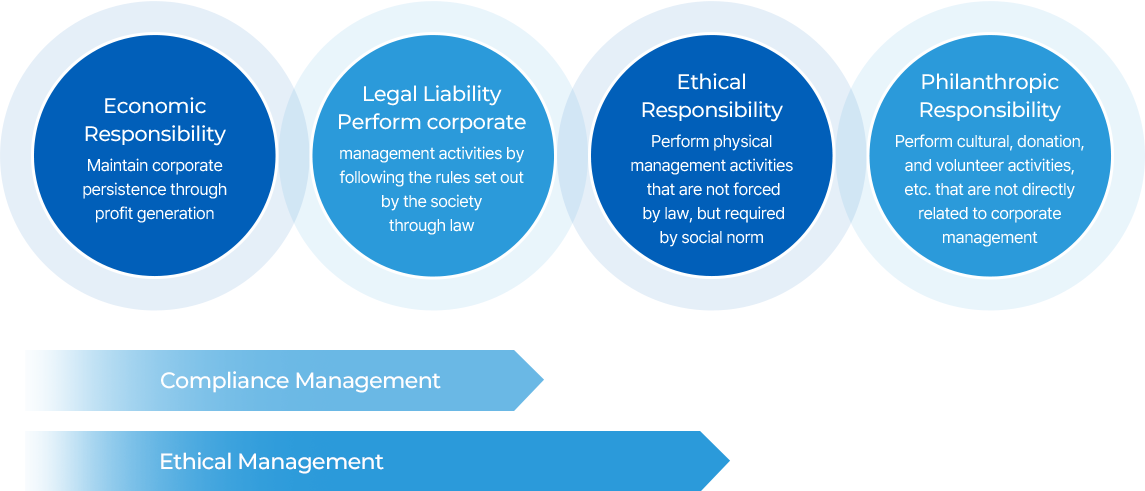 Economic
Responsibility
Maintain corporate
persistence through
profit generation
Legal Liability
Perform corporate
management activities by
following the rules set out
by the society
through law
Ethical
Responsibility
Perform physical
management activities
that are not forced
by law, but required
by social norm
Philanthropic
Responsibility
Perform cultural, donation,
and volunteer activities,
etc. that are not directly
related to corporate
management
Compliance Management
Ethical Management